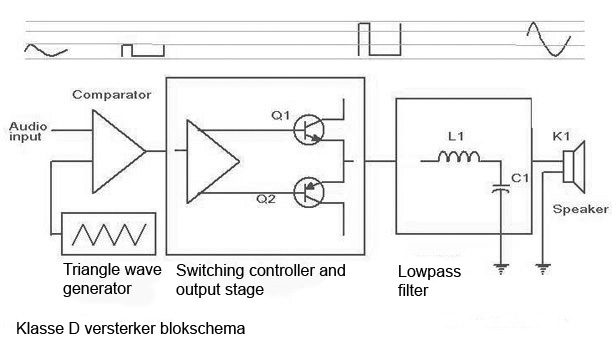 Comparator
Audio
input
Q1
Q2
L1
C1
K1
Speaker
Triangle wave
generator
Switching controller and
output stage
Lowpass
filter
Klasse D versterker blokschema